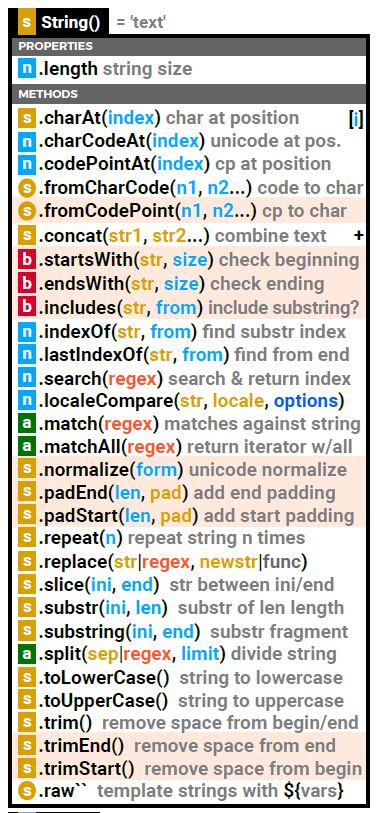 s String() = 'text'
PROPERTIES
n .length string size
METHODS
s .charAt(index) char at position [i]
n .charCodeAt(index) unicode at pos.
n .codePointAt(index) cp at position
s .fromCharCode(n1, n2...) code to char
s .fromCodePoint(n1, n2...) cp to char
s .concat(str1, str2...) combine text +
b .startsWith(str, size) check beginning
b .endsWith(str, size) check ending
b .includes(str, from) include substring?
n .indexOf(str, from) find substr index
n .lastIndexOf(str, from) find from end
n .search(regex) search & return index
n .localeCompare(str, locale, options)
a .match(regex) matches against string
a .matchAll(regex) return iterator w/all
s .normalize(form) unicode normalize
s .padEnd(len, pad) add end padding
s .padStart(len, pad) add start padding
s .repeat(n) repeat string n times
s .replace(str|regex, newstr|func)
s .slice(ini, end) str between ini/end
s .substr(ini, len) substr of len length
s .substring(ini, end) substr fragment
a .split(sep|regex, limit) divide string
s .toLowerCase() string to lowercase
s .toUpperCase() string to uppercase
s .trim() remove space from begin/end
s .trimEnd() remove space from end
s .trimStart() remove space from begin
s .raw`` template strings with ${vars}